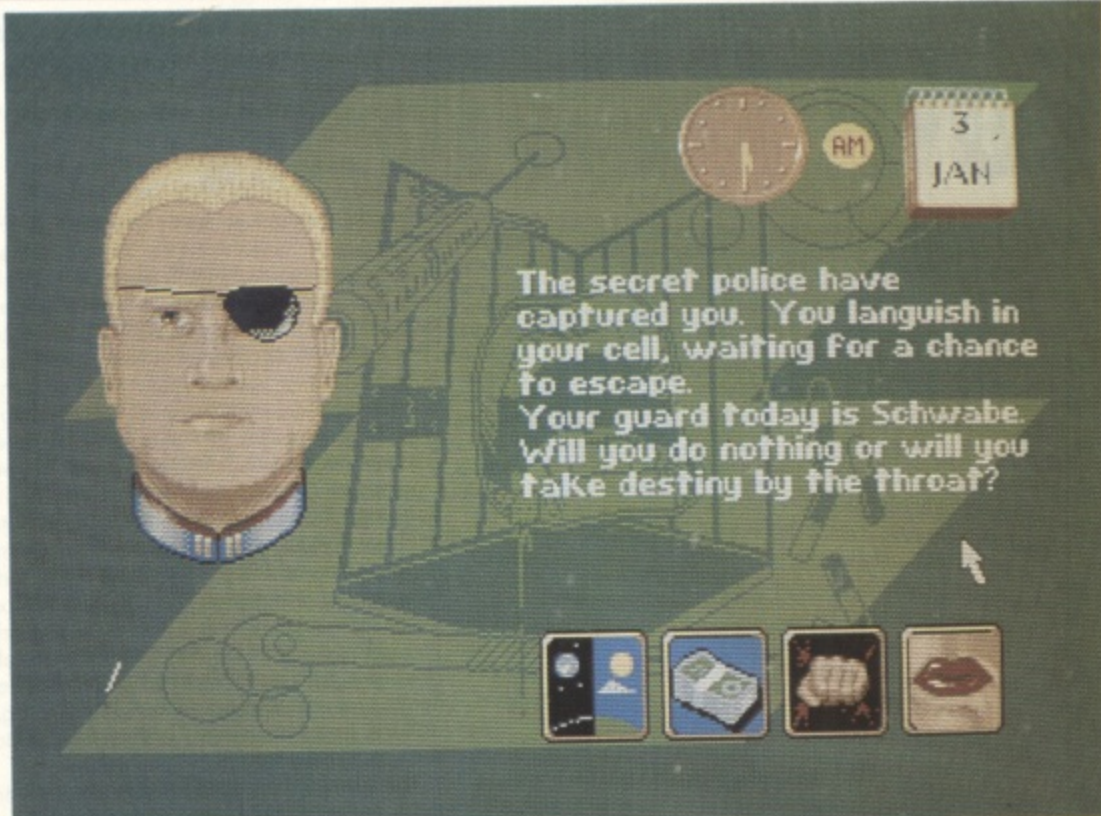 3
AM
JAN
The secret police have
captured you. You languish in
your cell, waiting for a chance
to escape.
Your guard today is Schwabe.
Will you do nothing or will you
take destiny by the throat?